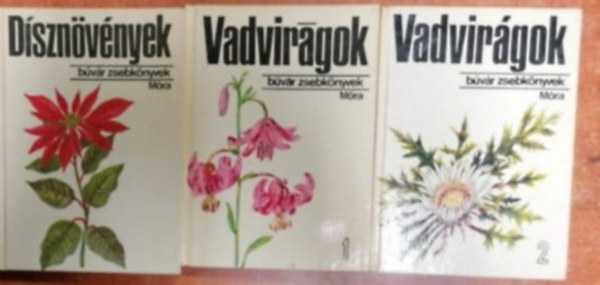 Dísznövények
búvár zsebkönyvek
Móra
Vadvirágok
búvár zsebkönyvek
Móra
1
Vadvirágok
búvár zsebkönyvek
Móra
2